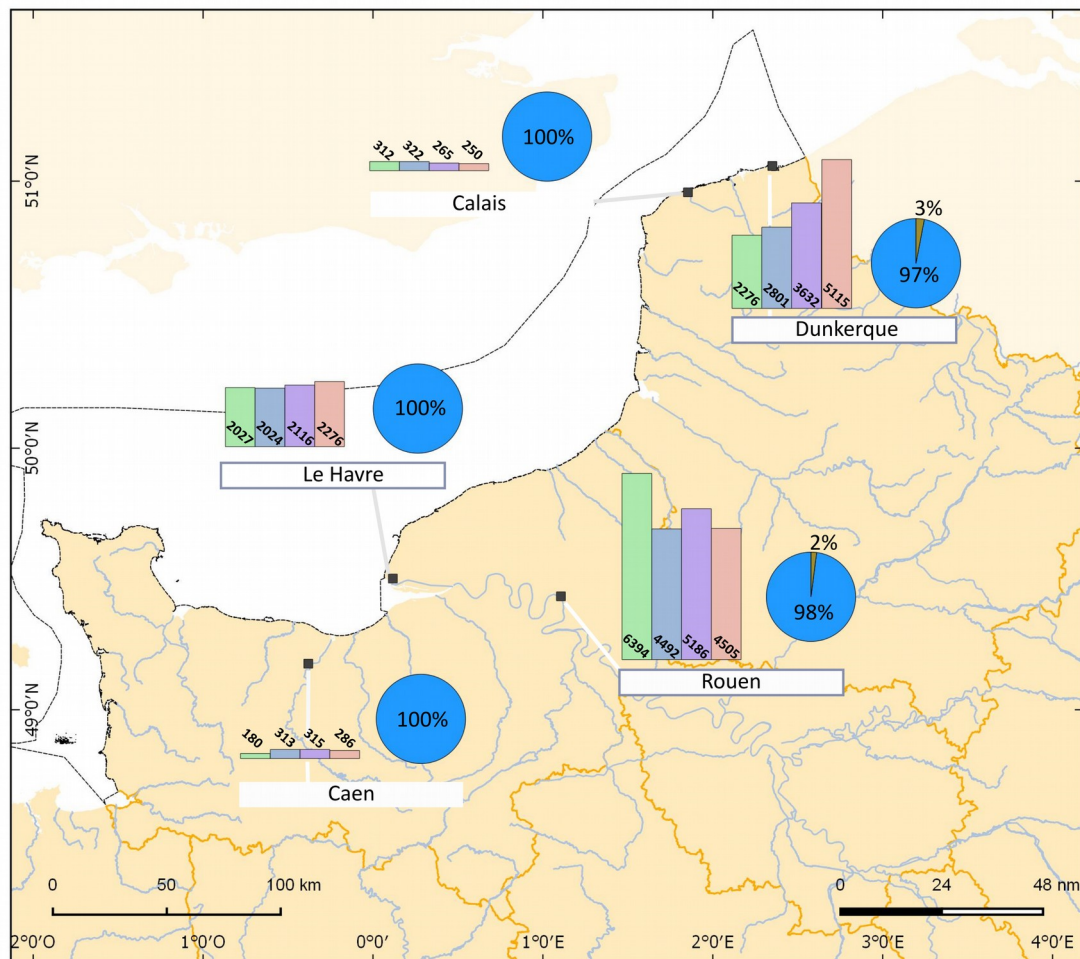 51°0'N
50°0'N
49°0'N
312 322 265 250
100%
Calais
3%
97%
2276 2801 3632 5115
Dunkerque
100%
2027 2024 2116 2276
Le Havre
2%
98%
6394 4492 5186 4505
Rouen
100%
180 313 315 286
Caen
0 50 100 km
0 24 48 nm
2°0'O 1°0'O 0°0' 1°0'E 2°0'E 3°0'E 4°0'E